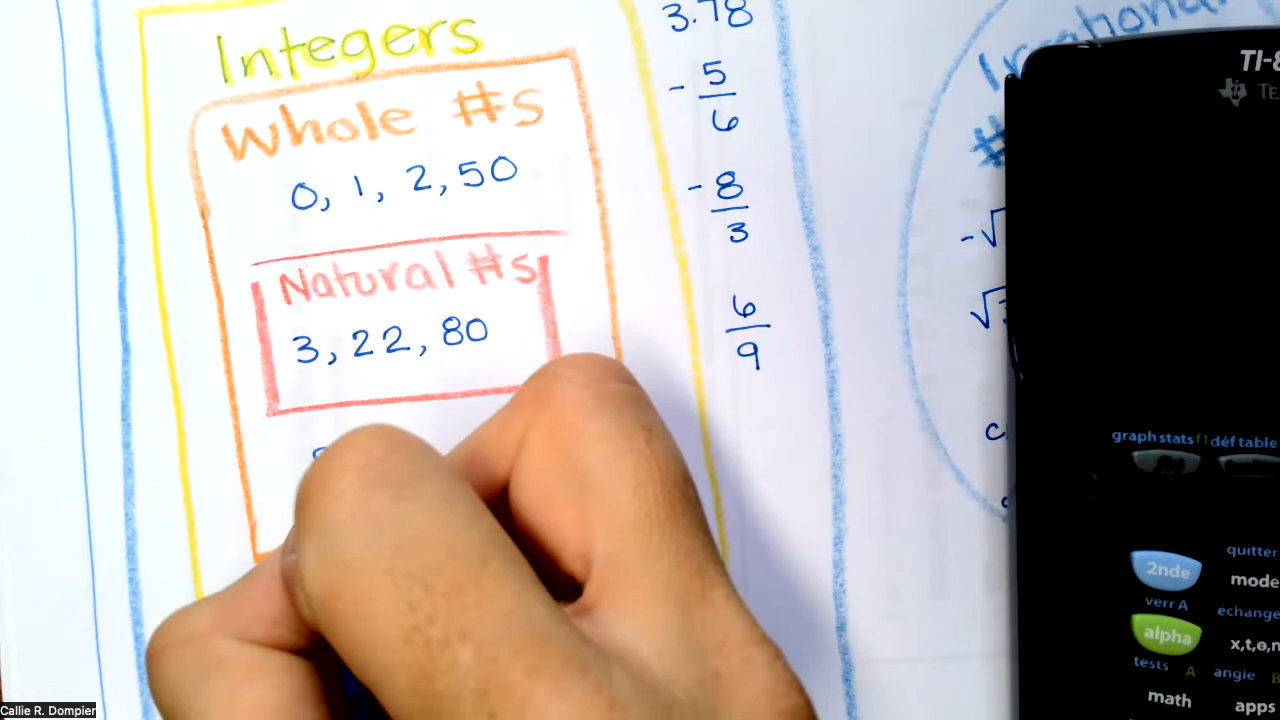 Integers
Whole #s
0, 1, 2, 50
Natural #s
3, 22, 80
3.78
- 5/6
- 8/3
6/9
Irrational
#
-√
√
TI-8
graph stats f1 déf table
2nde
quitter
mode
verr A
échange
alpha
x,t,θ,n
tests A angle B
math
apps
Callie R. Dompier